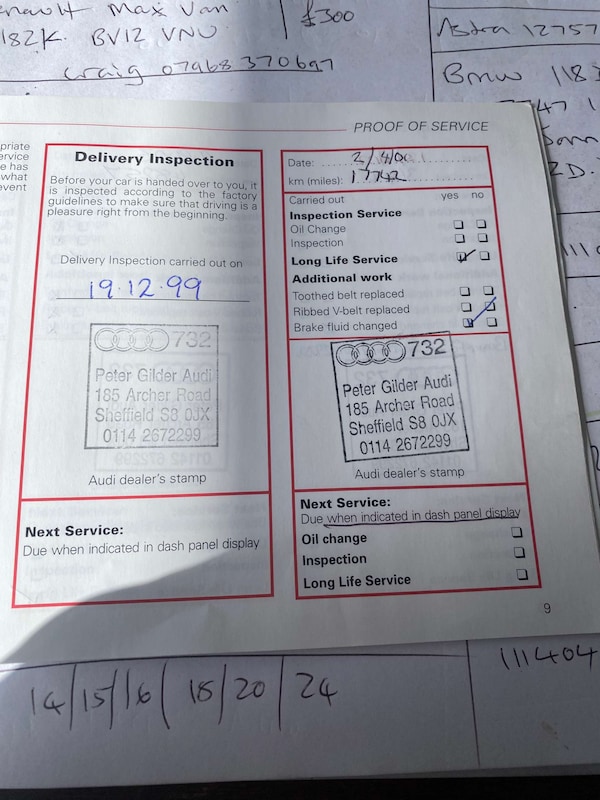 Max Van £300
182K. BV12 VNU
Craig 07968 370697
Astra 12757
Bmw 118
PROOF OF SERVICE
priate
ervice
e has
what
event
Delivery Inspection
Before your car is handed over to you, it
is inspected according to the factory
guidelines to make sure that driving is a
pleasure right from the beginning.
Delivery Inspection carried out on
19.12.99
732
Peter Gilder Audi
185 Archer Road
Sheffield S8 0JX
0114 2672299
Audi dealer's stamp
Next Service:
Due when indicated in dash panel display
Date:
km (miles): 17742
Carried out yes no
Inspection Service
Oil Change
Inspection
Long Life Service
Additional work
Toothed belt replaced
Ribbed V-belt replaced
Brake fluid changed
732
Peter Gilder Audi
185 Archer Road
Sheffield S8 0JX
0114 2672299
Audi dealer's stamp
Next Service:
Due when indicated in dash panel display
Oil change
Inspection
Long Life Service
9
111404
14/15/16/18/20/24